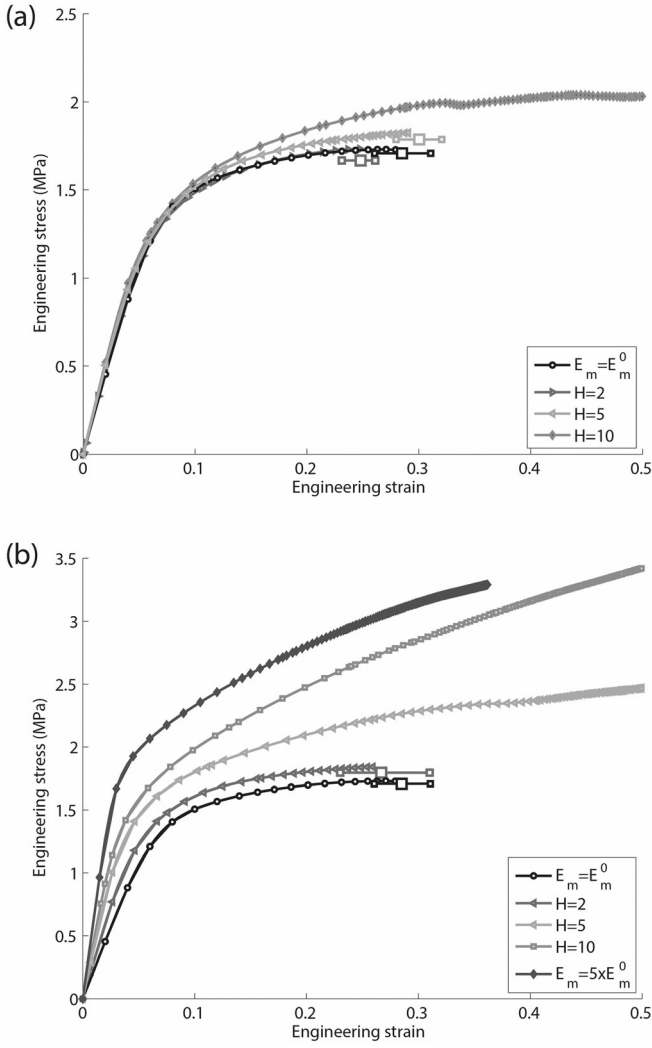 (a)
2.5
2
1.5
1
0.5
0
Engineering stress (MPa)
0 0.1 0.2 0.3 0.4 0.5
Engineering strain
E_m=E_m^0
H=2
H=5
H=10
(b)
3.5
3
2.5
2
1.5
1
0.5
0
Engineering stress (MPa)
0 0.1 0.2 0.3 0.4 0.5
Engineering strain
E_m=E_m^0
H=2
H=5
H=10
E_m=5xE_m^0